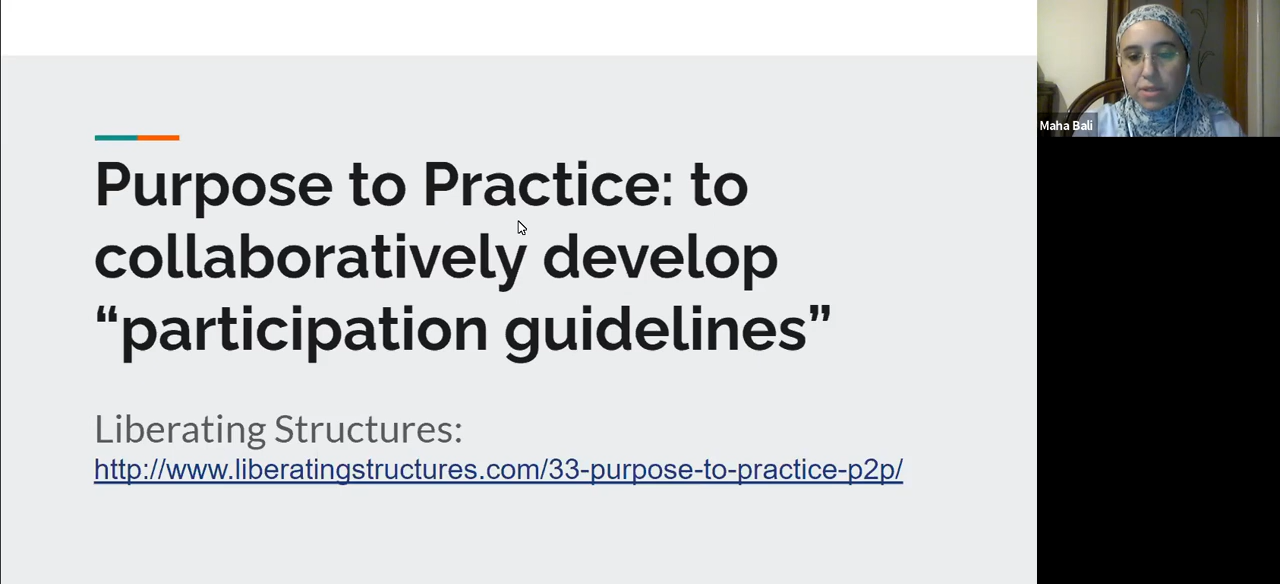 Purpose to Practice: to
collaboratively develop
“participation guidelines”
Liberating Structures:
http://www.liberatingstructures.com/33-purpose-to-practice-p2p/
Maha Bali